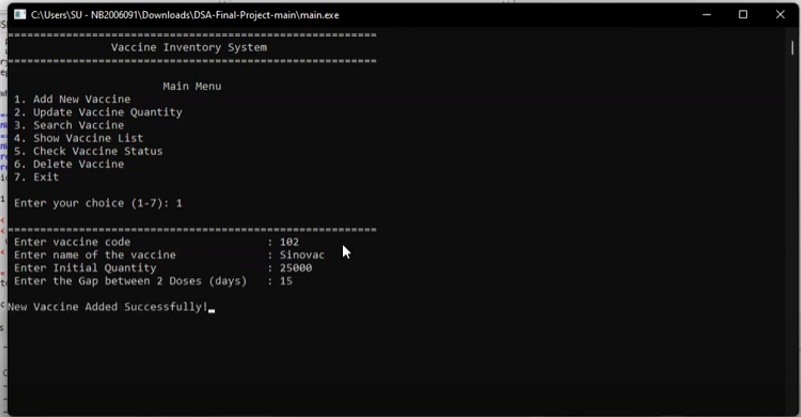 C:\Users\SU - NB2006091\Downloads\DSA-Final-Project-main\main.exe
Vaccine Inventory System
Main Menu
1. Add New Vaccine
2. Update Vaccine Quantity
3. Search Vaccine
4. Show Vaccine List
5. Check Vaccine Status
6. Delete Vaccine
7. Exit
Enter your choice (1-7): 1
Enter vaccine code : 102
Enter name of the vaccine : Sinovac
Enter Initial Quantity : 25000
Enter the Gap between 2 Doses (days) : 15
New Vaccine Added Successfully!